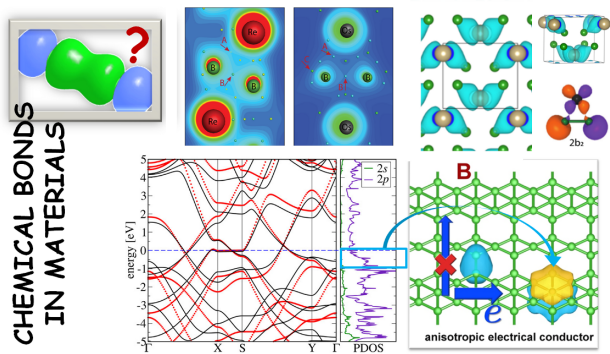 CHEMICAL BONDS
IN MATERIALS
?
Re
B
B
Re
B
B
2b₂
5
4
3
2
1
0
-1
-2
-3
-4
-5
energy [eV]
Γ X S Y Γ
2s
2p
PDOS
B
e
anisotropic electrical conductor